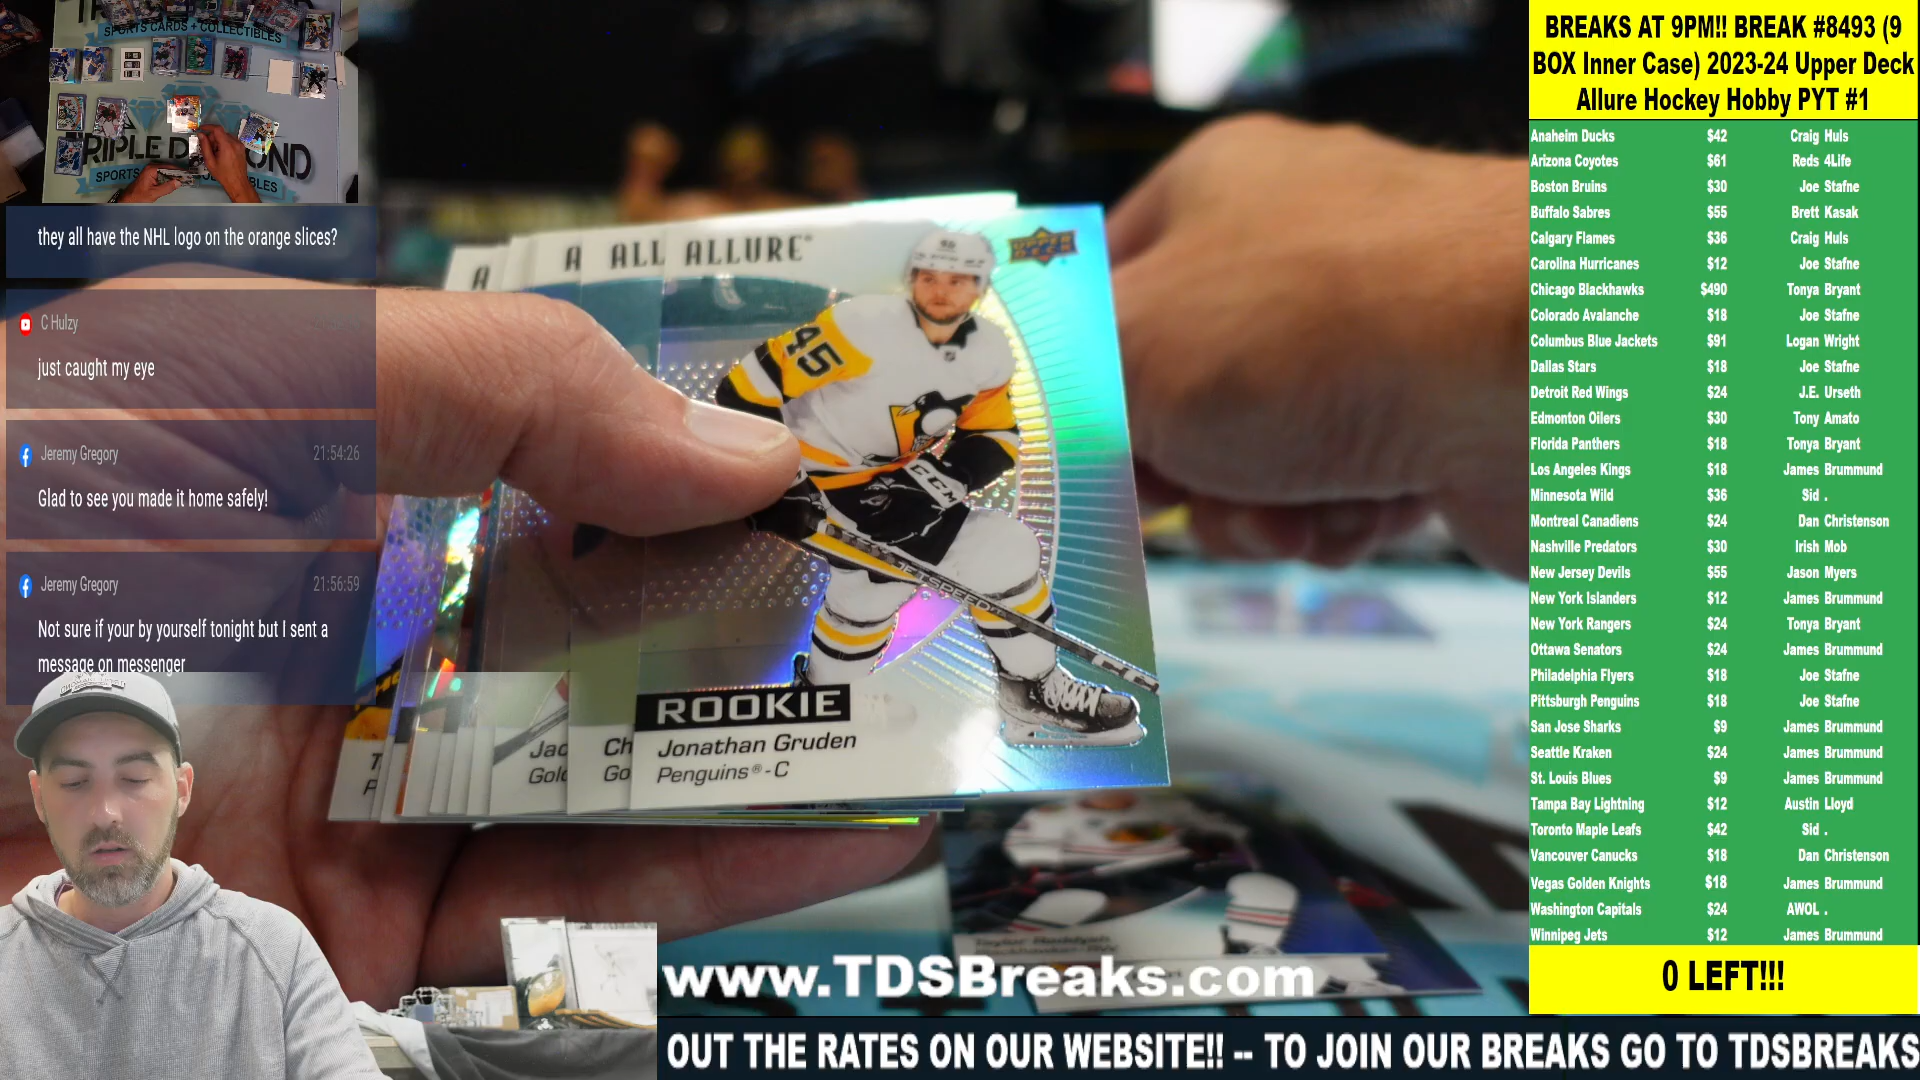 SPORTS CARDS + COLLECTIBLES
they all have the NHL logo on the orange slices?
C Hulzy
just caught my eye
Jeremy Gregory 21:54:26
Glad to see you made it home safely!
Jeremy Gregory 21:56:59
Not sure if your by yourself tonight but I sent a
message on messenger
A A ALL ALLURE
UPPER DECK
45
CCM
JETSPEED
ROOKIE
Jonathan Gruden
Penguins®-C
Jac
Gold
Ch
Go
www.TDSBreaks.com
OUT THE RATES ON OUR WEBSITE!! -- TO JOIN OUR BREAKS GO TO TDSBREAKS
BREAKS AT 9PM!! BREAK #8493 (9
BOX Inner Case) 2023-24 Upper Deck
Allure Hockey Hobby PYT #1
Anaheim Ducks $42 Craig Huls
Arizona Coyotes $61 Reds 4Life
Boston Bruins $30 Joe Stafne
Buffalo Sabres $55 Brett Kasak
Calgary Flames $36 Craig Huls
Carolina Hurricanes $12 Joe Stafne
Chicago Blackhawks $490 Tonya Bryant
Colorado Avalanche $18 Joe Stafne
Columbus Blue Jackets $91 Logan Wright
Dallas Stars $18 Joe Stafne
Detroit Red Wings $24 J.E. Urseth
Edmonton Oilers $30 Tony Amato
Florida Panthers $18 Tonya Bryant
Los Angeles Kings $18 James Brummund
Minnesota Wild $36 Sid .
Montreal Canadiens $24 Dan Christenson
Nashville Predators $30 Irish Mob
New Jersey Devils $55 Jason Myers
New York Islanders $12 James Brummund
New York Rangers $24 Tonya Bryant
Ottawa Senators $24 James Brummund
Philadelphia Flyers $18 Joe Stafne
Pittsburgh Penguins $18 Joe Stafne
San Jose Sharks $9 James Brummund
Seattle Kraken $24 James Brummund
St. Louis Blues $9 James Brummund
Tampa Bay Lightning $12 Austin Lloyd
Toronto Maple Leafs $42 Sid .
Vancouver Canucks $18 Dan Christenson
Vegas Golden Knights $18 James Brummund
Washington Capitals $24 AWOL .
Winnipeg Jets $12 James Brummund
0 LEFT!!!